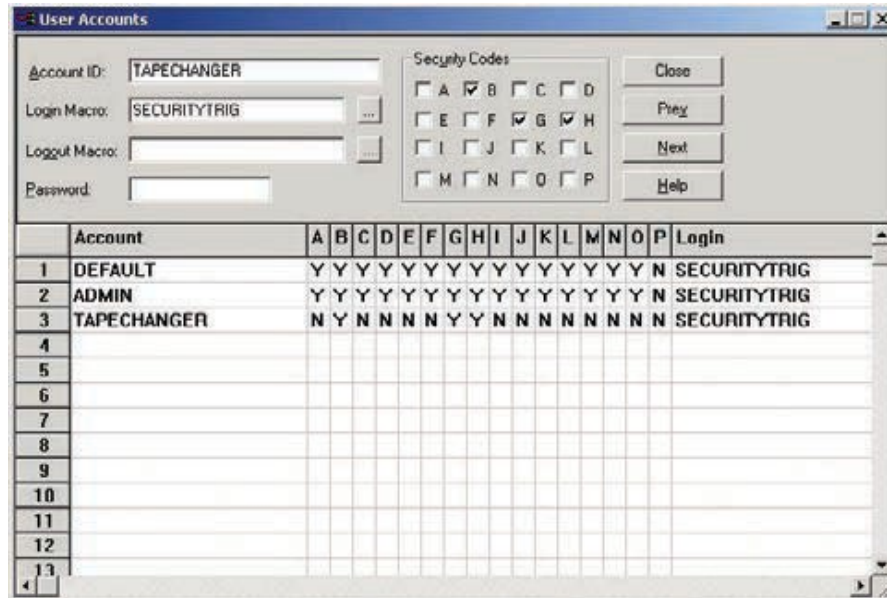 User Accounts
Account ID: TAPECHANGER
Login Macro: SECURITYTRIG ...
Logout Macro: ...
Password:
Security Codes
A B C D
E F G H
I J K L
M N O P
Close
Prev
Next
Help
Account A B C D E F G H I J K L M N O P Login
1 DEFAULT Y Y Y Y Y Y Y Y Y Y Y Y Y Y Y N SECURITYTRIG
2 ADMIN Y Y Y Y Y Y Y Y Y Y Y Y Y Y Y N SECURITYTRIG
3 TAPECHANGER N Y N N N N Y Y N N N N N N N N SECURITYTRIG
4
5
6
7
8
9
10
11
12
13